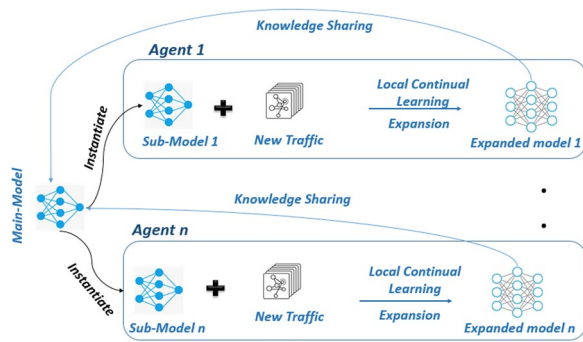 Knowledge Sharing
Agent 1
Local Continual
Learning
Expansion
Sub-Model 1
New Traffic
Expanded model 1
Instantiate
Main-Model
Knowledge Sharing
Agent n
Instantiate
Local Continual
Learning
Expansion
Sub-Model n
New Traffic
Expanded model n